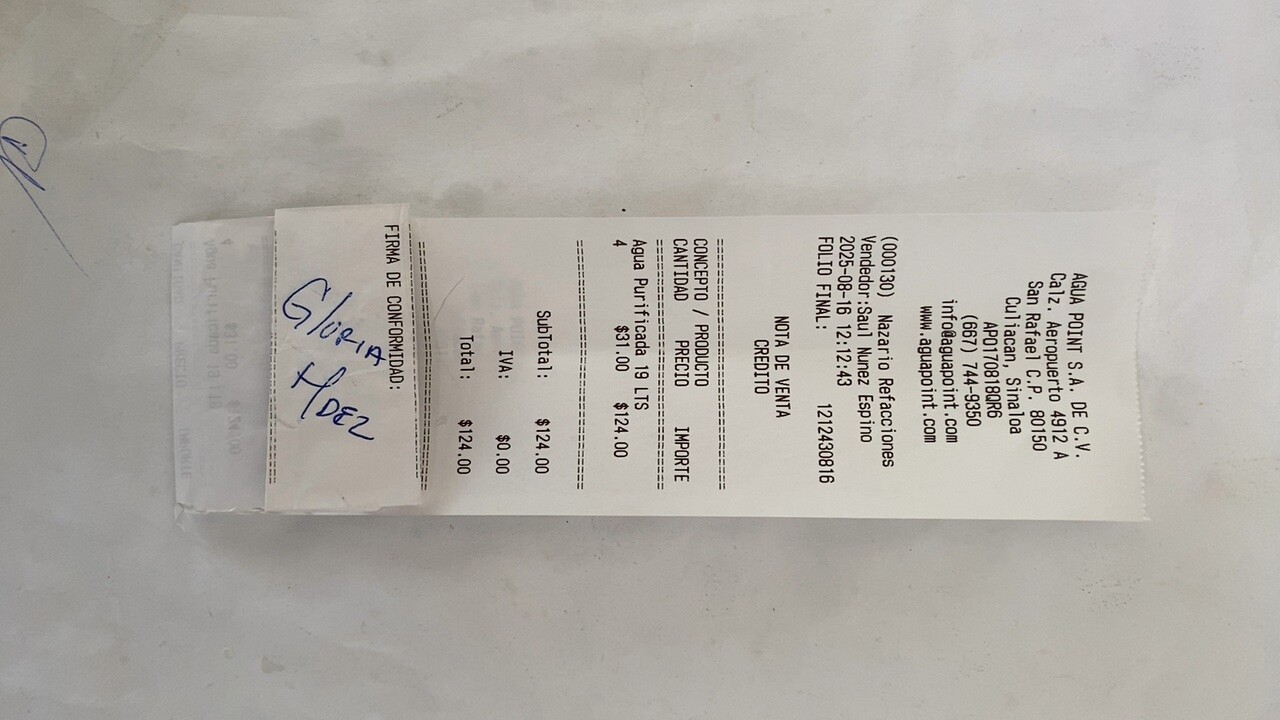 AGUA POINT S.A. DE C.V.
Calz. Aeropuerto 4912 A
San Rafael C.P. 80150
Culiacan, Sinaloa
APO170818QR6
(667) 744-9350
info@aguapoint.com
www.aguapoint.com
NOTA DE VENTA
CREDITO
(000130) Nazario Refacciones
Vendedor:Saul Nunez Espino
2025-08-16 12:12:43
FOLIO FINAL: 1212430816
CONCEPTO / PRODUCTO
CANTIDAD PRECIO IMPORTE
Agua Purificada 19 LTS
4 $31.00 $124.00
SubTotal: $124.00
IVA: $0.00
Total: $124.00
FIRMA DE CONFORMIDAD:
Gloria
Hdez